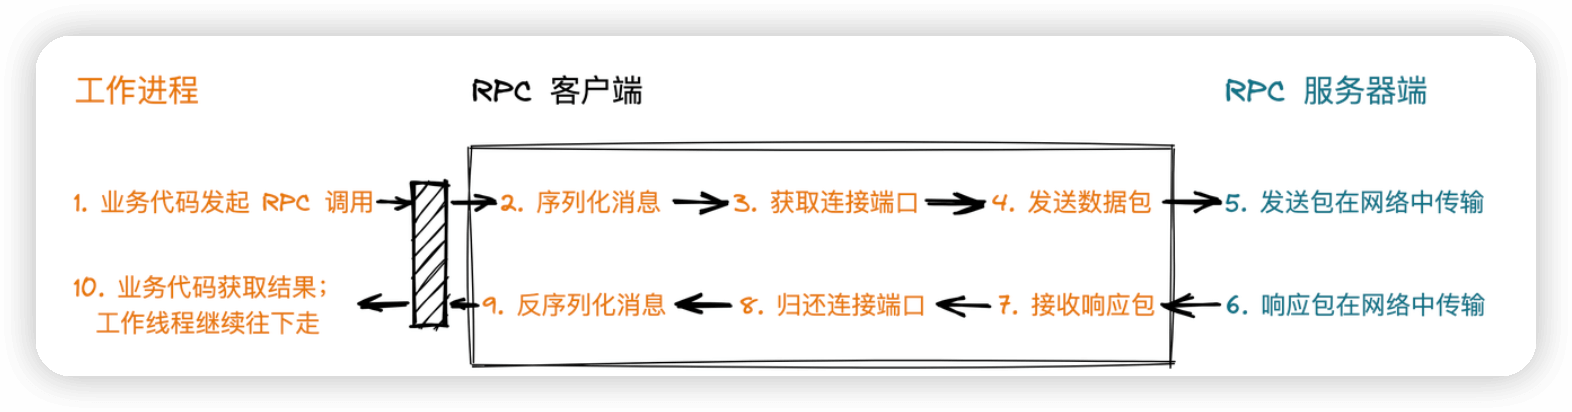 工作进程
RPC 客户端
RPC 服务器端
1. 业务代码发起 RPC 调用
2. 序列化消息
3. 获取连接端口
4. 发送数据包
5. 发送包在网络中传输
10. 业务代码获取结果;
工作线程继续往下走
9. 反序列化消息
8. 归还连接端口
7. 接收响应包
6. 响应包在网络中传输